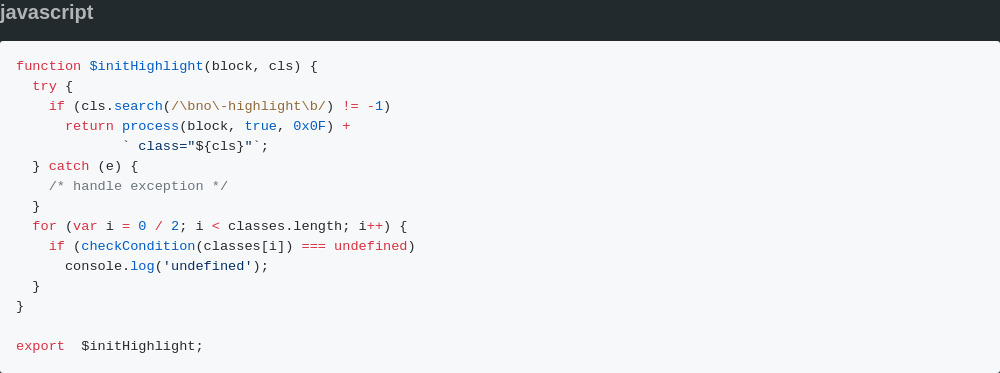 javascript
function $initHighlight(block, cls) {
  try {
    if (cls.search(/\bno\-highlight\b/) != -1)
      return process(block, true, 0x0F) +
             ` class="${cls}"`;
  } catch (e) {
    /* handle exception */
  }
  for (var i = 0 / 2; i < classes.length; i++) {
    if (checkCondition(classes[i]) === undefined)
      console.log('undefined');
  }
}

export  $initHighlight;